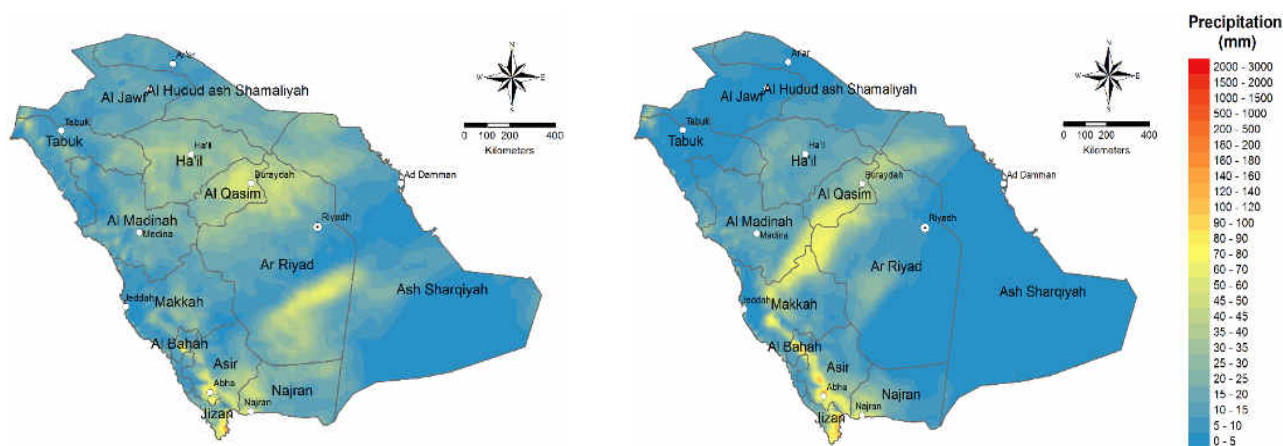 Ar'ar
Al Jawf
Al Hudud ash Shamaliyah
Tabuk
Tabuk
Ha'il
Ha'il
Buraydah
Al Qasim
Ad Damman
Al Madinah
Medina
Riyadh
Ar Riyad
Ash Sharqiyah
Jeddah
Makkah
Al Bahah
Asir
Abha
Najran
Najran
Jizan
N
W E
S
0 100 200 400
Kilometers
Ar'ar
Al Jawf
Al Hudud ash Shamaliyah
Tabuk
Tabuk
Ha'il
Ha'il
Buraydah
Al Qasim
Ad Damman
Al Madinah
Medina
Riyadh
Ar Riyad
Ash Sharqiyah
Jeddah
Makkah
Al Bahah
Asir
Abha
Najran
Najran
Jizan
N
W E
S
0 100 200 400
Kilometers
Precipitation
(mm)
2000 - 3000
1500 - 2000
1000 - 1500
500 - 1000
200 - 500
180 - 200
160 - 180
140 - 160
120 - 140
100 - 120
90 - 100
80 - 90
70 - 80
60 - 70
50 - 60
45 - 50
40 - 45
35 - 40
30 - 35
25 - 30
20 - 25
15 - 20
10 - 15
5 - 10
0 - 5